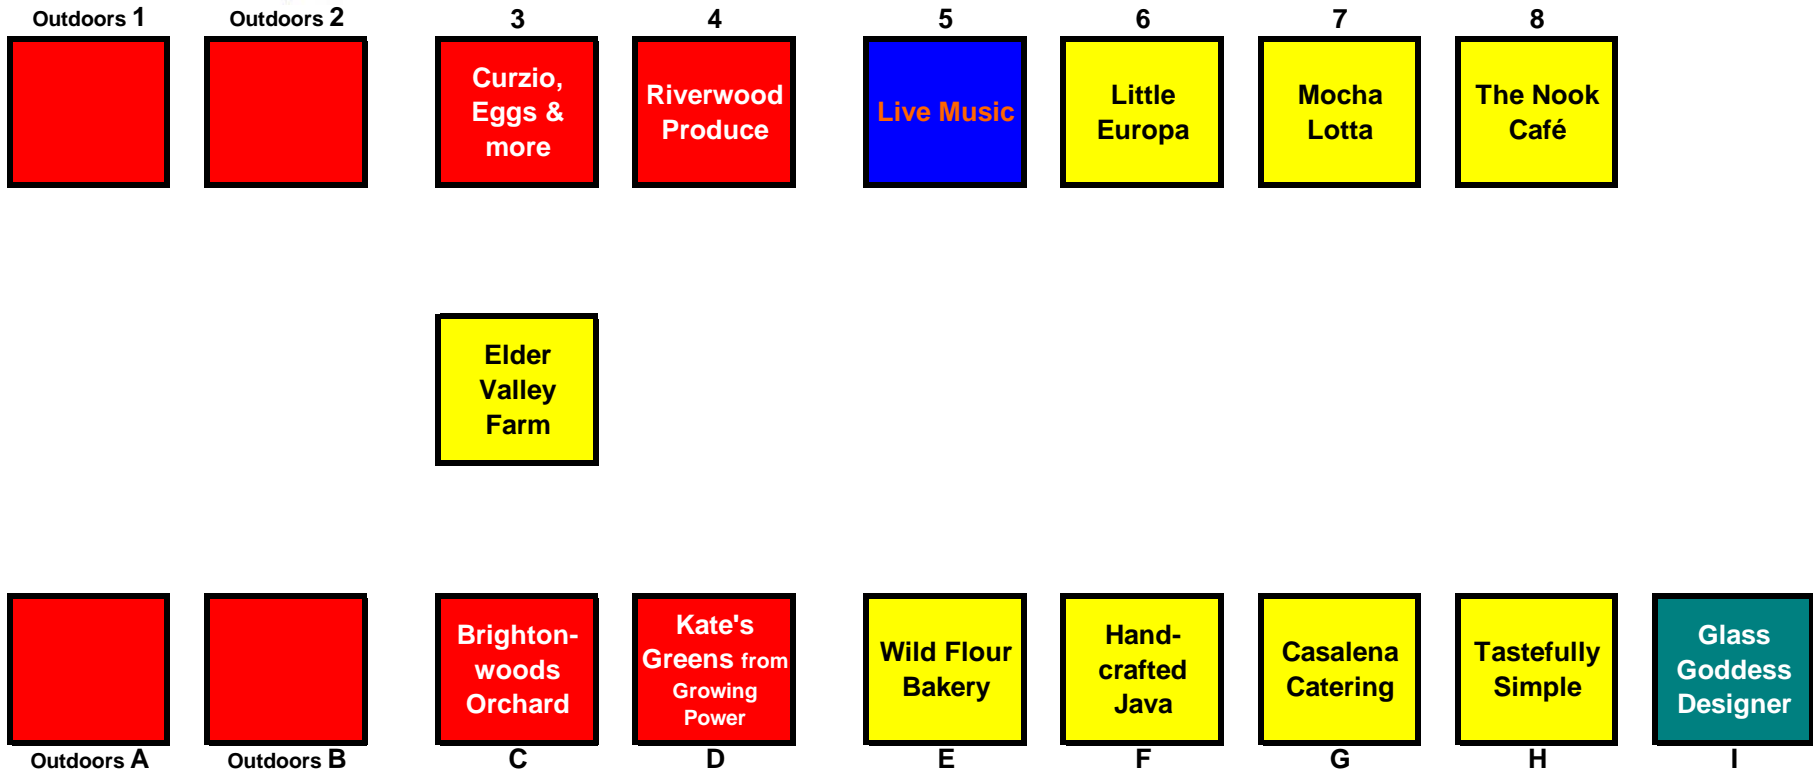 Outdoors 1
Outdoors 2
3
4
5
6
7
8
Curzio,
Eggs &
more
Riverwood
Produce
Live Music
Little
Europa
Mocha
Lotta
The Nook
Café
Elder
Valley
Farm
Brighton-
woods
Orchard
Kate's
Greens from
Growing
Power
Wild Flour
Bakery
Hand-
crafted
Java
Casalena
Catering
Tastefully
Simple
Glass
Goddess
Designer
Outdoors A
Outdoors B
C
D
E
F
G
H
I